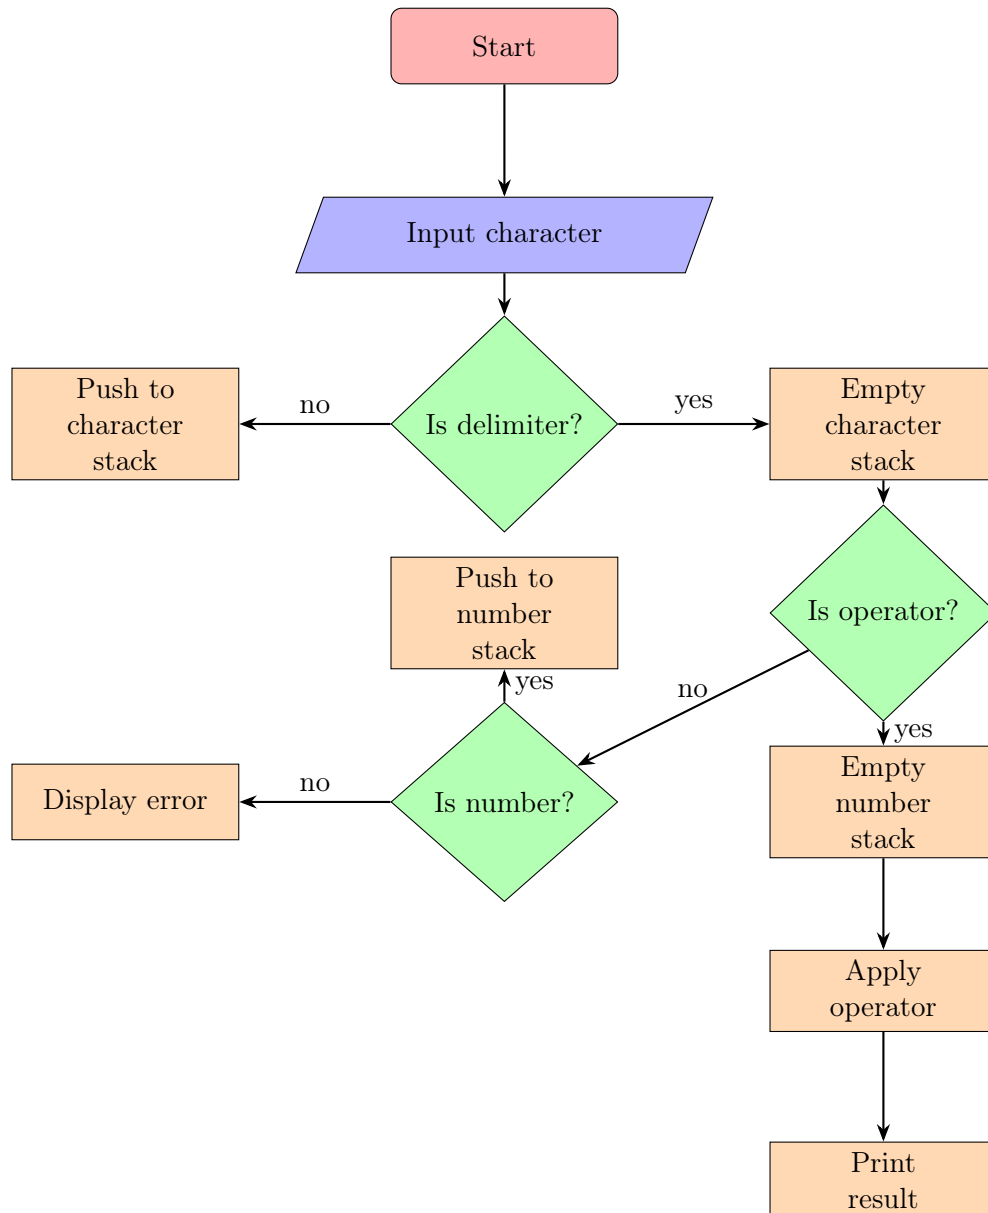 Start
Input character
Push to
character
stack
no
Is delimiter?
yes
Empty
character
stack
Push to
number
stack
Is operator?
yes
no
yes
Display error
no
Is number?
Empty
number
stack
Apply
operator
Print
result